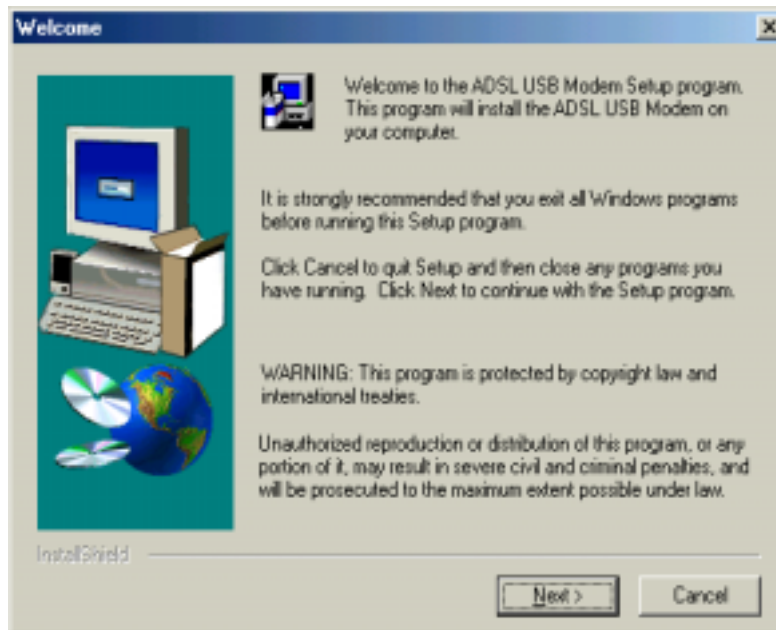 Welcome
Welcome to the ADSL USB Modem Setup program.
This program will install the ADSL USB Modem on
your computer.
It is strongly recommended that you exit all Windows programs
before running this Setup program.
Click Cancel to quit Setup and then close any programs you
have running. Click Next to continue with the Setup program.
WARNING: This program is protected by copyright law and
international treaties.
Unauthorized reproduction or distribution of this program, or any
portion of it, may result in severe civil and criminal penalties, and
will be prosecuted to the maximum extent possible under law.
InstallShield
Next >
Cancel